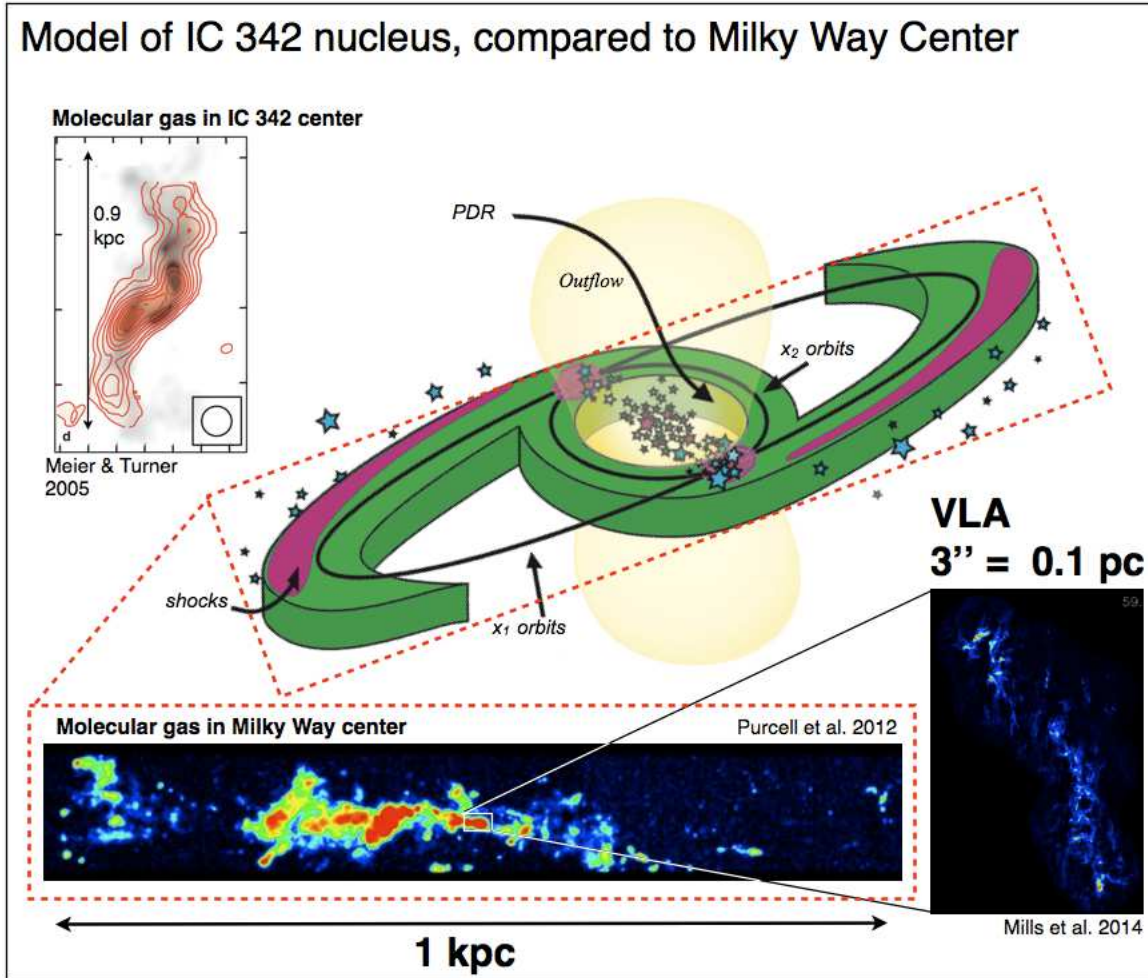 Model of IC 342 nucleus, compared to Milky Way Center
Molecular gas in IC 342 center
0.9
kpc
d
Meier & Turner
2005
PDR
Outflow
x2 orbits
shocks
x1 orbits
VLA
3’’ = 0.1 pc
59.
Molecular gas in Milky Way center
Purcell et al. 2012
1 kpc
Mills et al. 2014